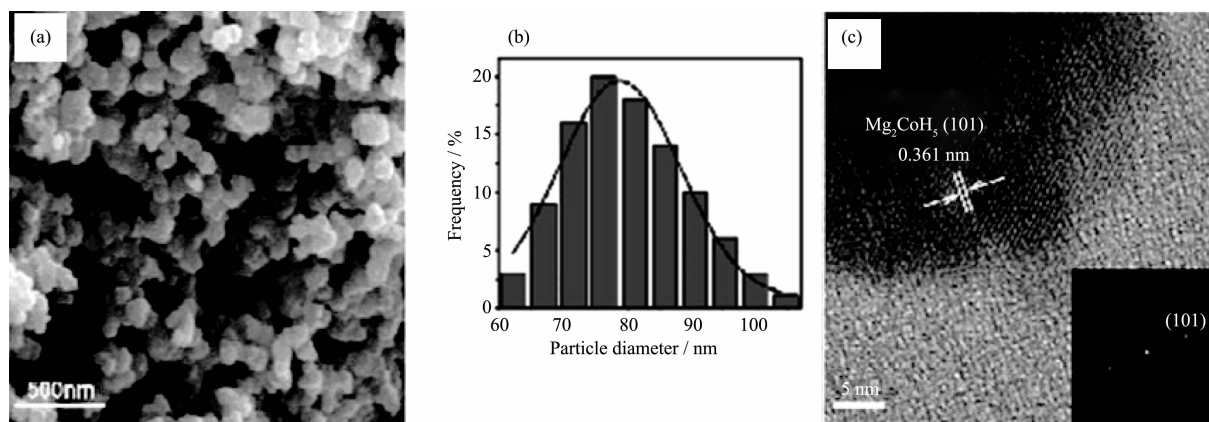 (a)
500nm
(b)
20
15
10
5
0
Frequency / %
60 70 80 90 100
Particle diameter / nm
(c)
Mg₂CoH₅ (101)
0.361 nm
(101)
5 nm